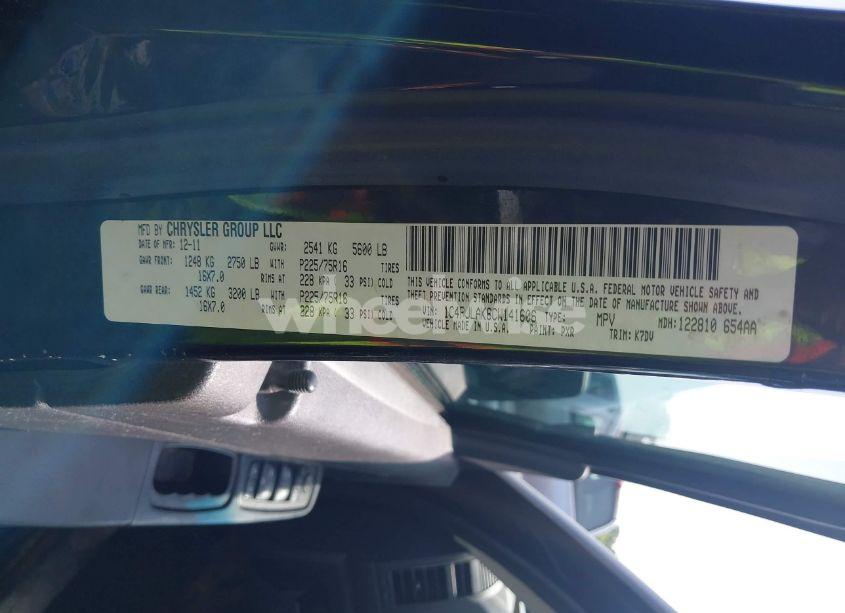 MFD BY CHRYSLER GROUP LLC
DATE OF MFR: 12-11 GVWR: 2541 KG 5600 LB
GAWR FRONT: 1248 KG 2750 LB WITH P225/75R16 TIRES
16X7.0 RIMS AT 228 KPA( 33 PSI) COLD
GAWR REAR: 1452 KG 3200 LB WITH P225/75R16 TIRES
16X7.0 RIMS AT 228 KPA( 33 PSI) COLD
THIS VEHICLE CONFORMS TO ALL APPLICABLE U.S.A. FEDERAL MOTOR VEHICLE SAFETY AND
THEFT PREVENTION STANDARDS IN EFFECT ON THE DATE OF MANUFACTURE SHOWN ABOVE.
VIN: TYPE: MPV MDH:122810 654AA
VEHICLE MADE IN U.S.A. PAINT: PXR TRIM: K7DV